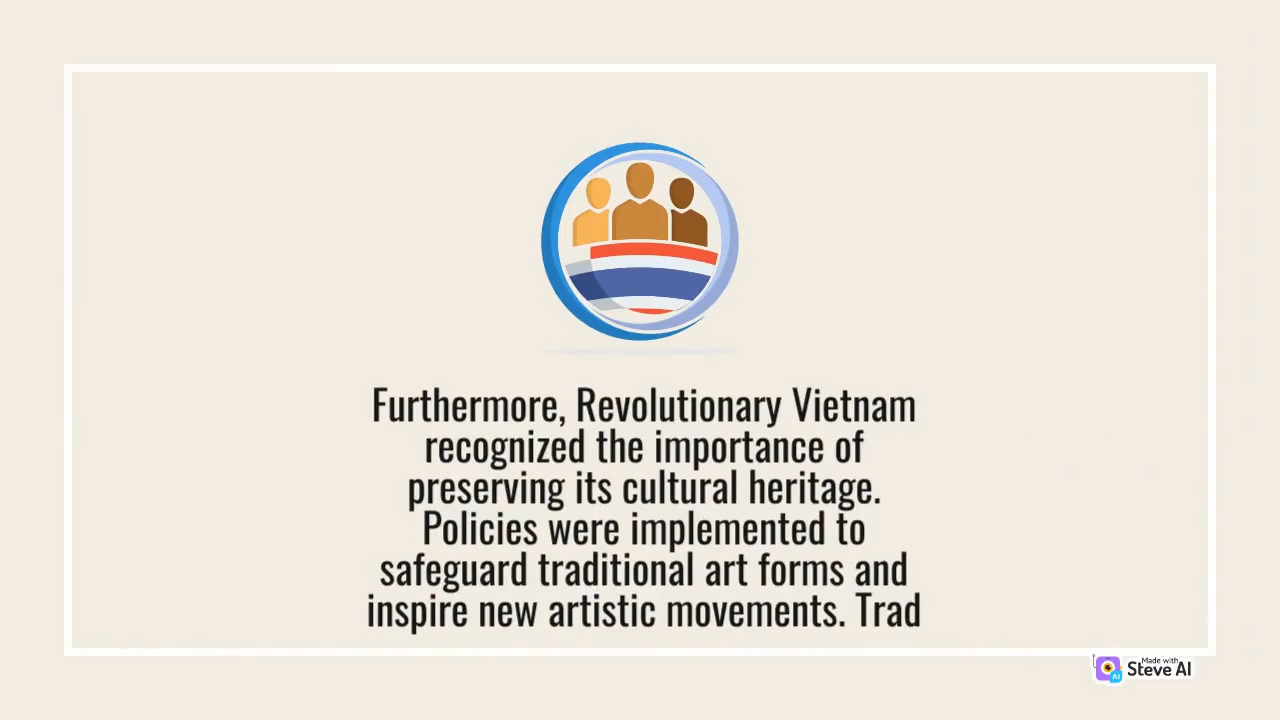 Furthermore, Revolutionary Vietnam
recognized the importance of
preserving its cultural heritage.
Policies were implemented to
safeguard traditional art forms and
inspire new artistic movements. Trad
Made with
Steve AI
AI